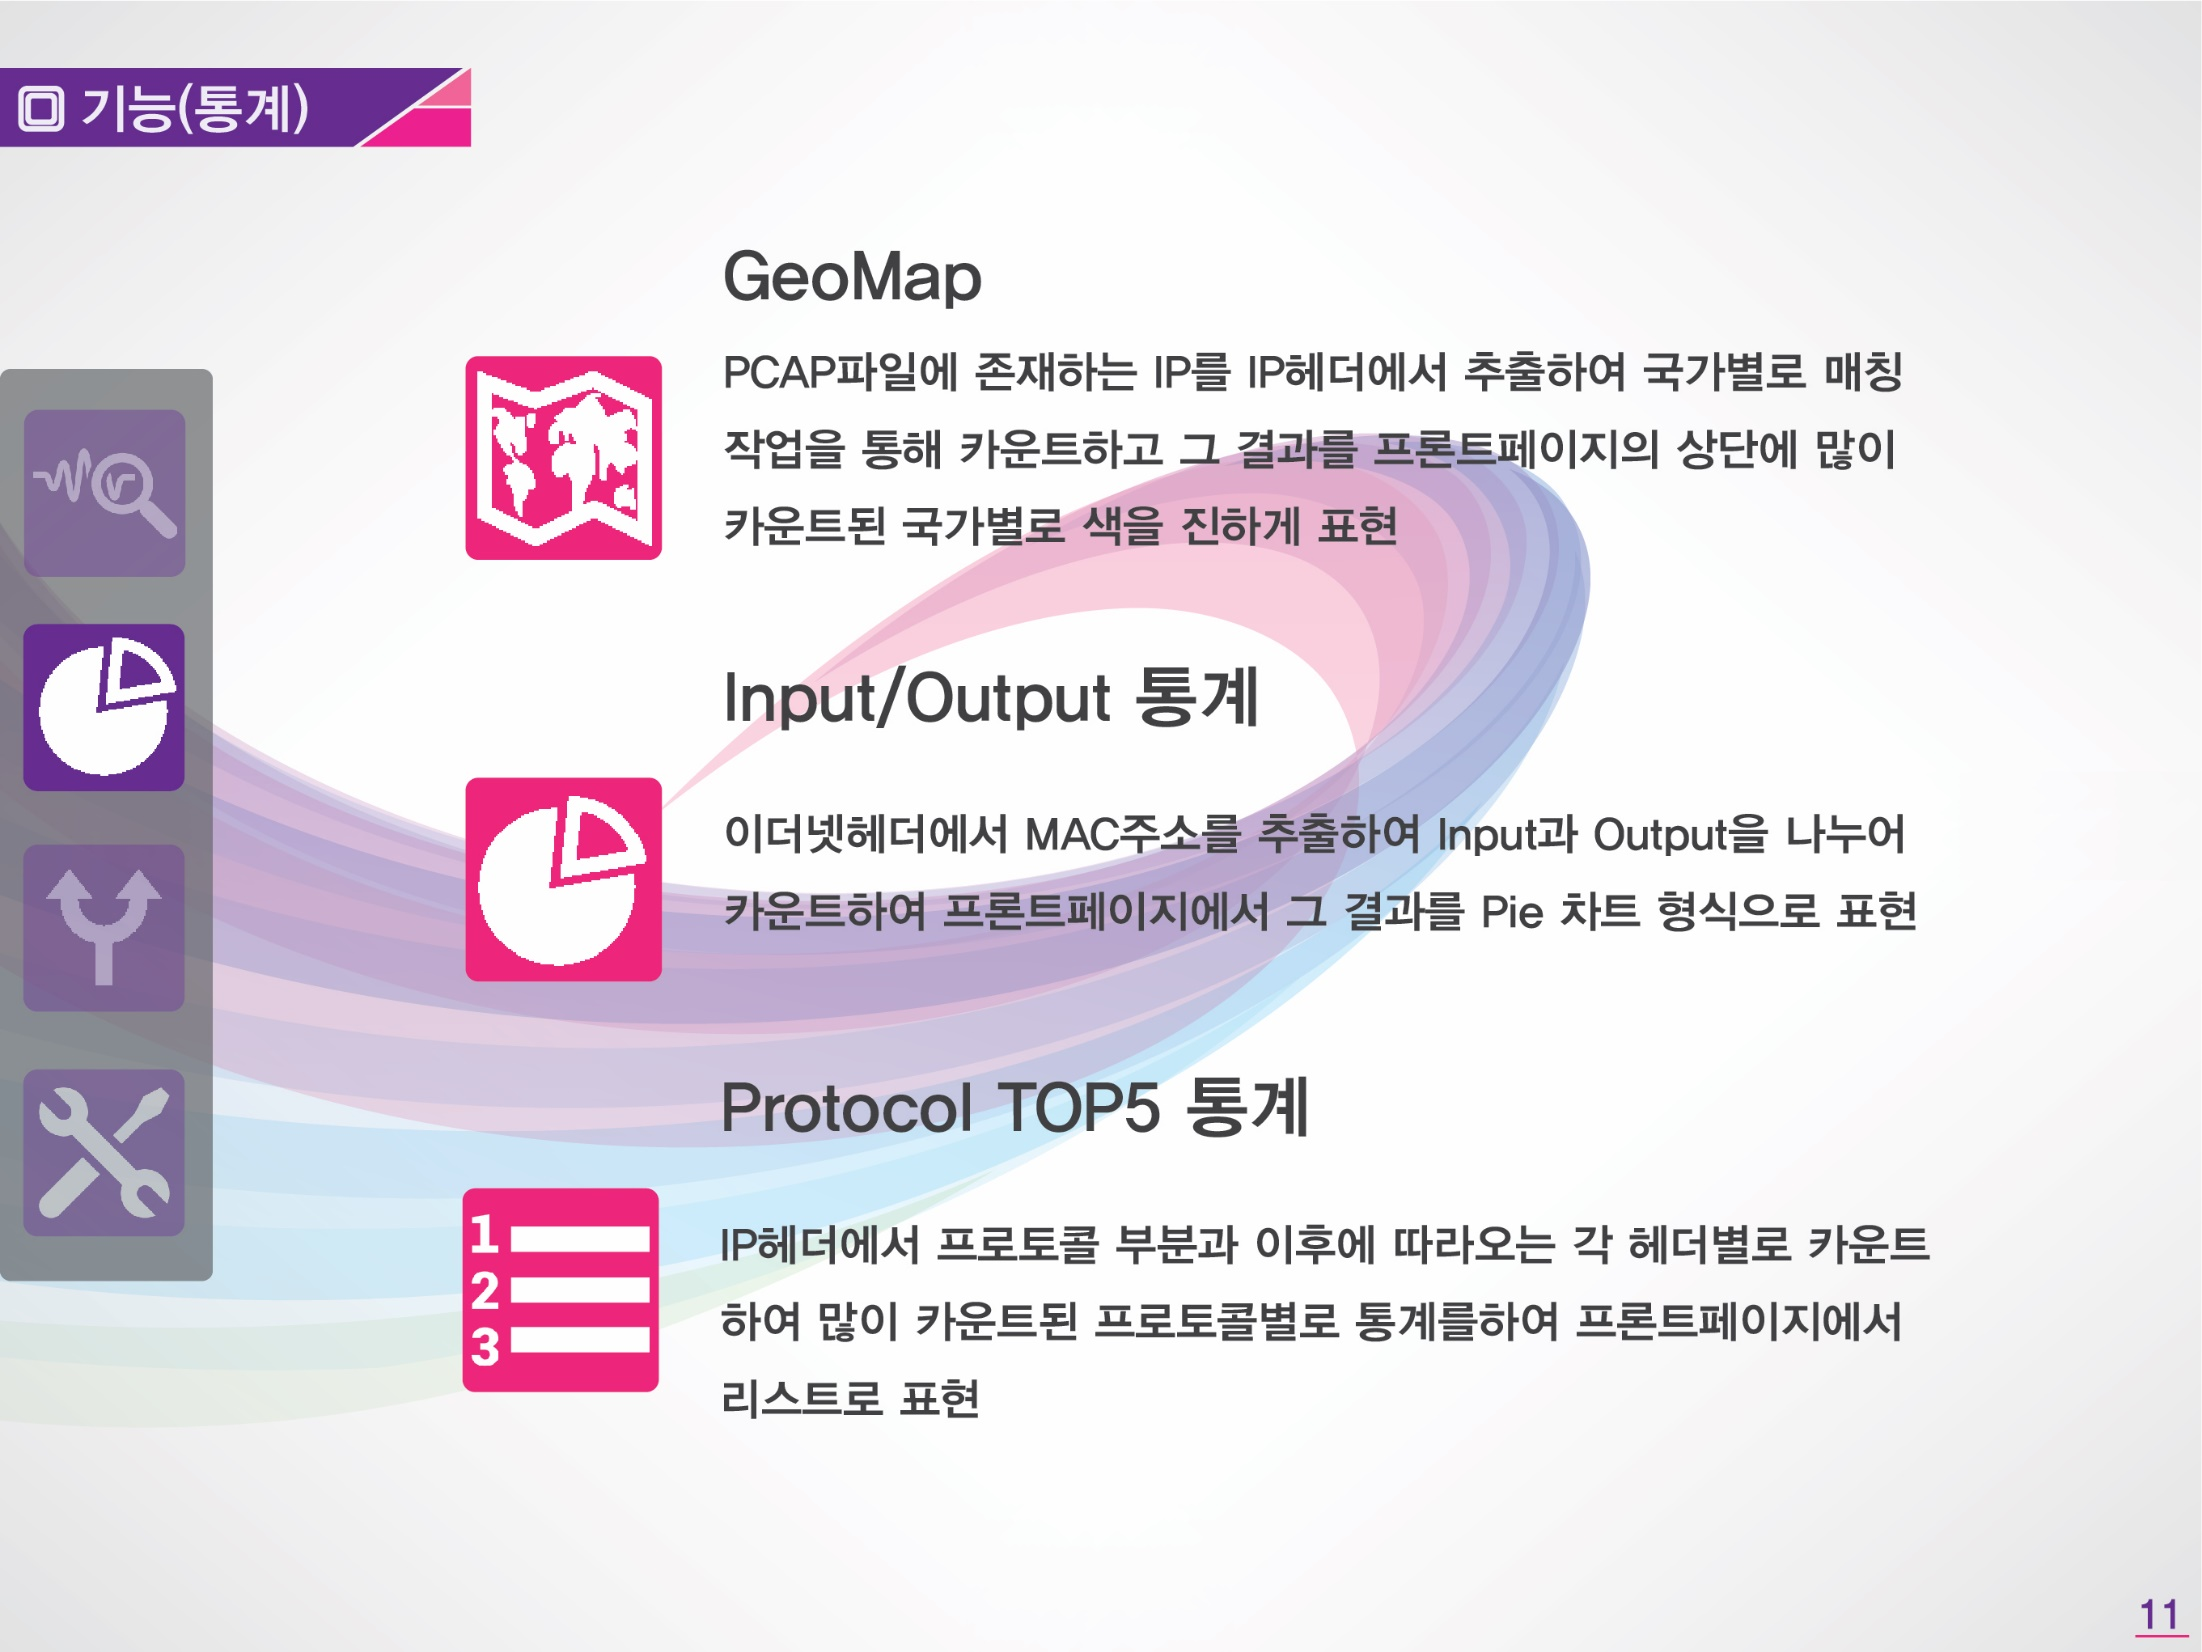 기능(통계)
GeoMap
PCAP파일에 존재하는 IP를 IP헤더에서 추출하여 국가별로 매칭
작업을 통해 카운트하고 그 결과를 프론트페이지의 상단에 많이
카운트된 국가별로 색을 진하게 표현
Input/Output 통계
이더넷헤더에서 MAC주소를 추출하여 Input과 Output을 나누어
카운트하여 프론트페이지에서 그 결과를 Pie 차트 형식으로 표현
Protocol TOP5 통계
1
2
3
IP헤더에서 프로토콜 부분과 이후에 따라오는 각 헤더별로 카운트
하여 많이 카운트된 프로토콜별로 통계를하여 프론트페이지에서
리스트로 표현
11